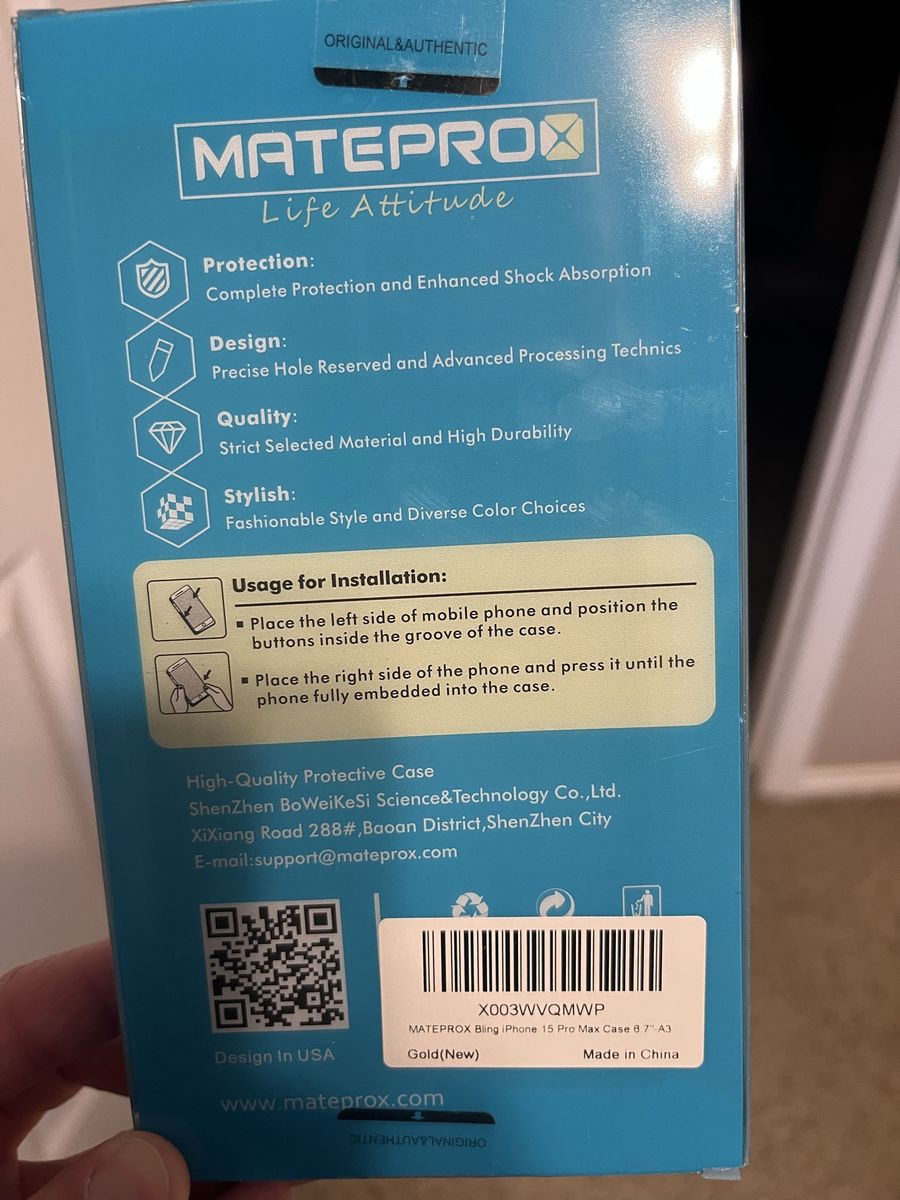 ORIGINAL&AUTHENTIC
MATEPROX
Life Attitude
Protection:
Complete Protection and Enhanced Shock Absorption
Design:
Precise Hole Reserved and Advanced Processing Technics
Quality:
Strict Selected Material and High Durability
Stylish:
Fashionable Style and Diverse Color Choices
Usage for Installation:
▪ Place the left side of mobile phone and position the
buttons inside the groove of the case.
▪ Place the right side of the phone and press it until the
phone fully embedded into the case.
High-Quality Protective Case
ShenZhen BoWeiKeSi Science&Technology Co.,Ltd.
XiXiang Road 288#,Baoan District,ShenZhen City
E-mail:support@mateprox.com
X003WVQMWP
MATEPROX Bling iPhone 15 Pro Max Case 6.7"-A3
Gold(New) Made in China
Design In USA
www.mateprox.com
ORIGINAL&AUTHENTIC